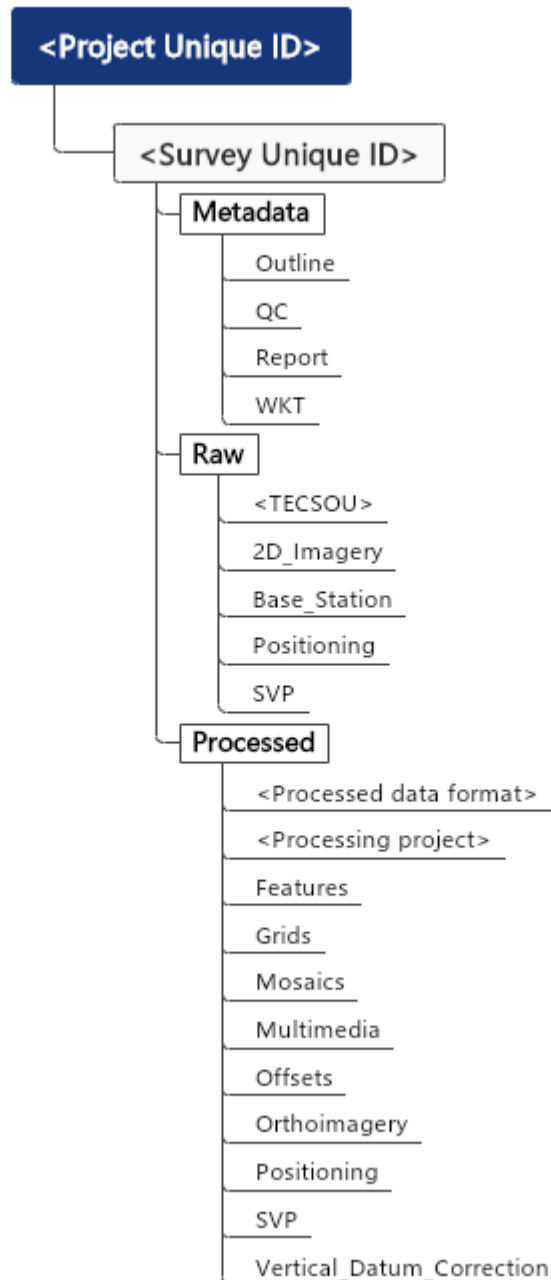 <Project Unique ID>
<Survey Unique ID>
Metadata
Outline
QC
Report
WKT
Raw
<TECSOU>
2D_Imagery
Base_Station
Positioning
SVP
Processed
<Processed data format>
<Processing project>
Features
Grids
Mosaics
Multimedia
Offsets
Orthoimagery
Positioning
SVP
Vertical_Datum_Correction